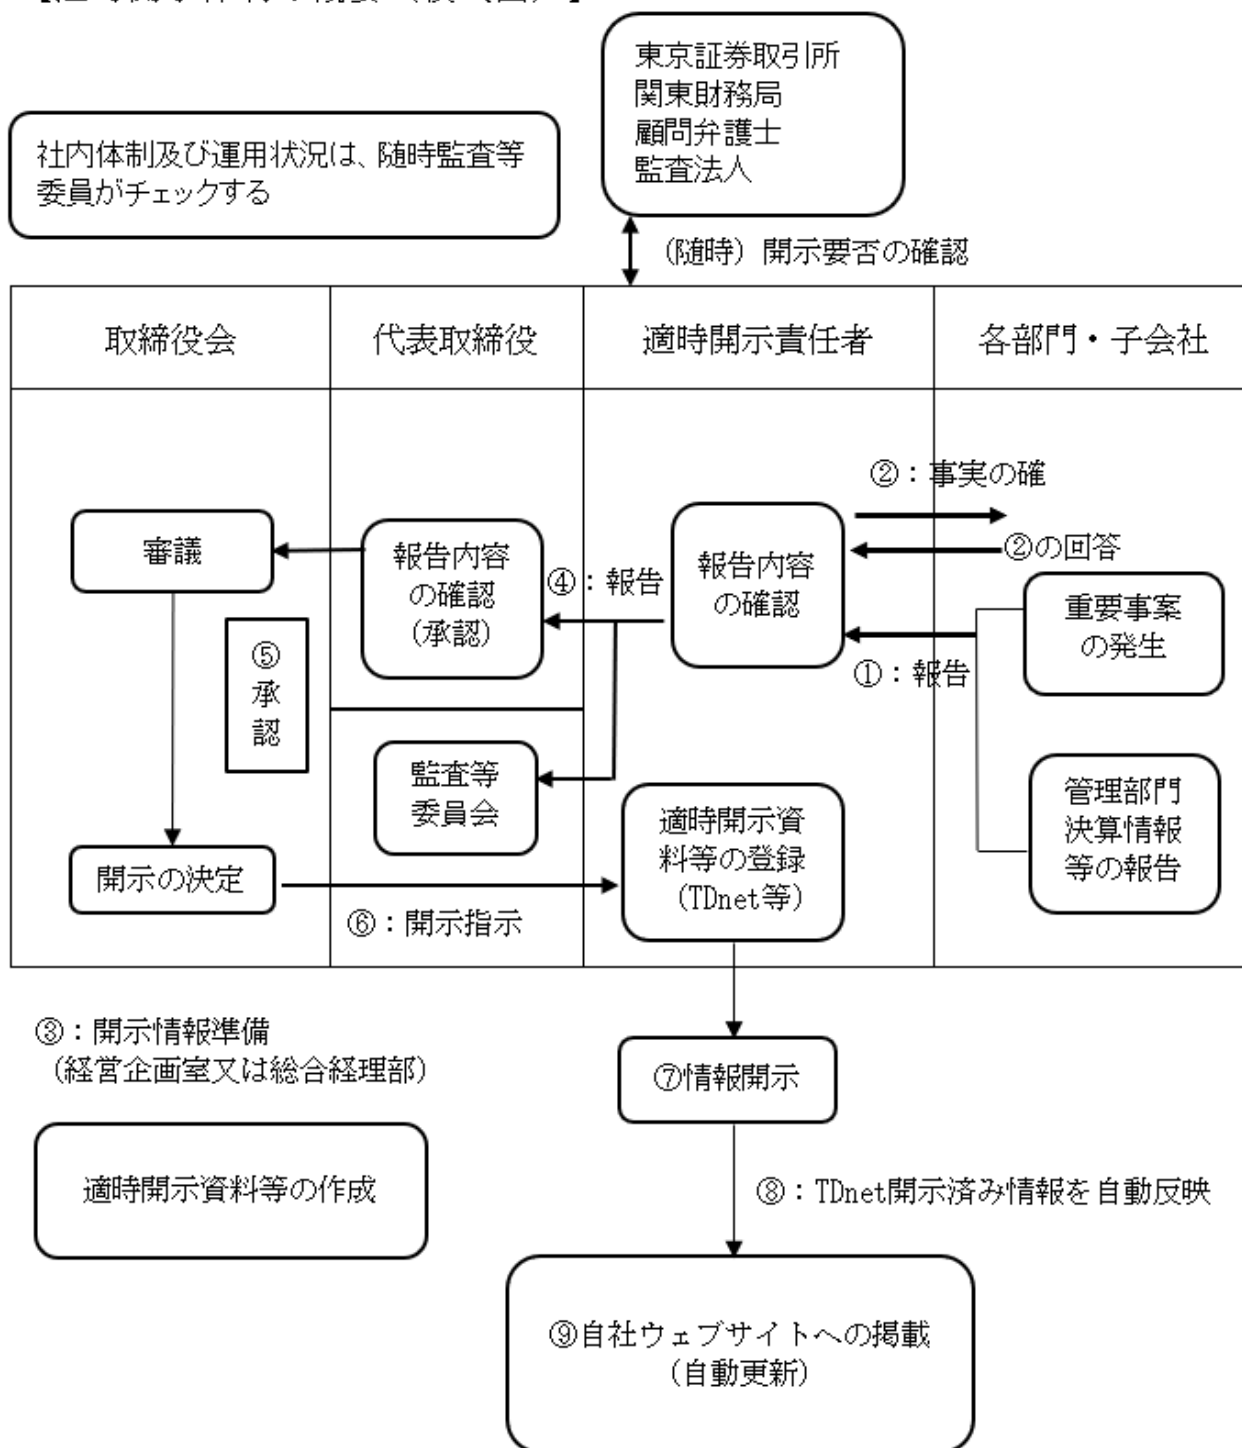 東京証券取引所
関東財務局
顧問弁護士
監査法人
社内体制及び運用状況は、随時監査等
委員がチェックする
（随時）開示要否の確認
取締役会
代表取締役
適時開示責任者
各部門・子会社
②：事実の確
②の回答
審議
報告内容
の確認
（承認）
④：報告
報告内容
の確認
重要事案
の発生
①：報告
⑤
承
認
監査等
委員会
適時開示資
料等の登録
（TDnet等）
管理部門
決算情報
等の報告
開示の決定
⑥：開示指示
③：開示情報準備
（経営企画室又は総合経理部）
⑦情報開示
適時開示資料等の作成
⑧：TDnet開示済み情報を自動反映
⑨自社ウェブサイトへの掲載
（自動更新）